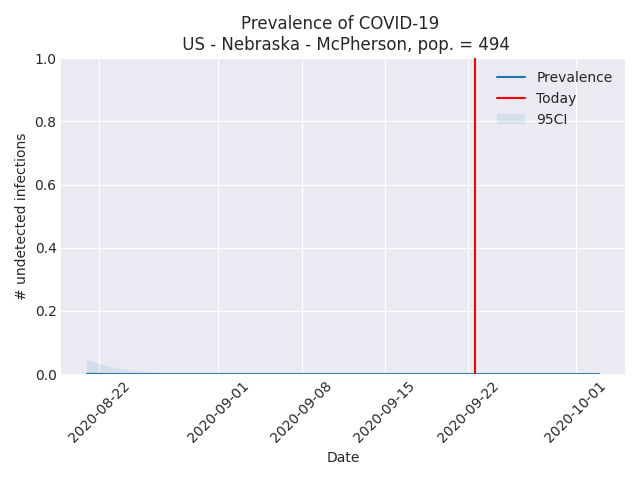 Prevalence of COVID-19
US - Nebraska - McPherson, pop. = 494
1.0
0.8
0.6
0.4
0.2
0.0
# undetected infections
Prevalence
Today
95CI
2020-08-22
2020-09-01
2020-09-08
2020-09-15
2020-09-22
2020-10-01
Date